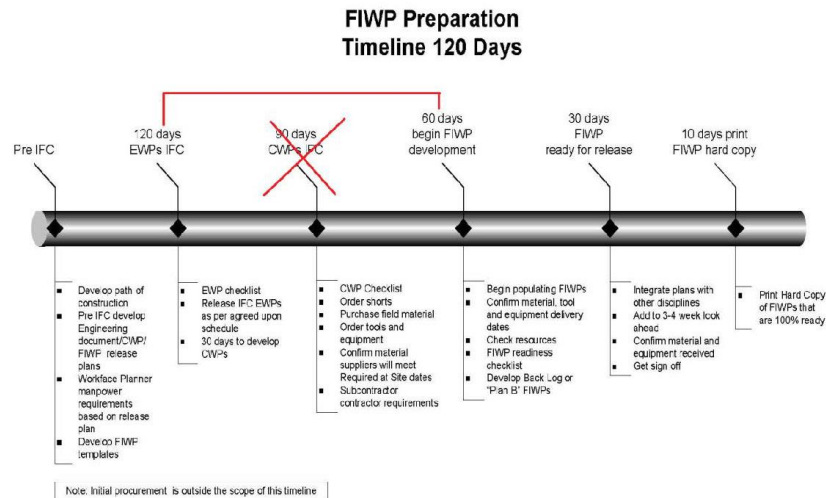 FIWP Preparation
Timeline 120 Days
Pre IFC
120 days
EWPs IFC
90 days
CWPs IFC
60 days
begin FIWP
development
30 days
FIWP
ready for release
10 days print
FIWP hard copy
Develop path of
construction
Pre IFC develop
Engineering
document/CWP/
FIWP release
plans
Workface Planner
manpower
requirements
based on release
plan
Develop FIWP
templates
EWP checklist
Release IFC EWPs
as per agreed upon
schedule
30 days to develop
CWPs
CWP Checklist
Order shorts
Purchase field material
Order tools and
equipment
Confirm material
suppliers will meet
Required at Site dates
Subcontractor
contractor requirements
Begin populating FIWPs
Confirm material, tool
and equipment delivery
dates
Check resources
FIWP readiness
checklist
Develop Back Log or
"Plan B" FIWPs
Integrate plans with
other disciplines
Add to 3-4 week look
ahead
Confirm material and
equipment received
Get sign off
Print Hard Copy
of FIWPs that
are 100% ready
Note: Initial procurement is outside the scope of this timeline